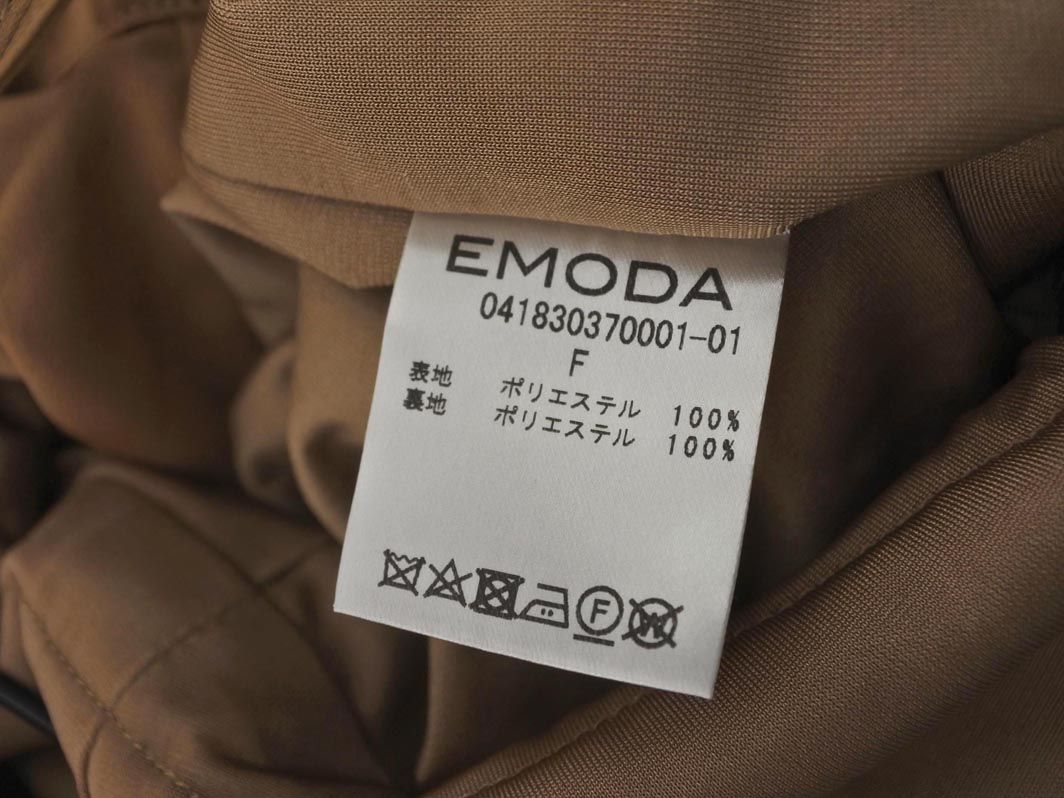 EMODA
041830370001-01
F
表地 ポリエステル 100%
裏地 ポリエステル 100%
F
W